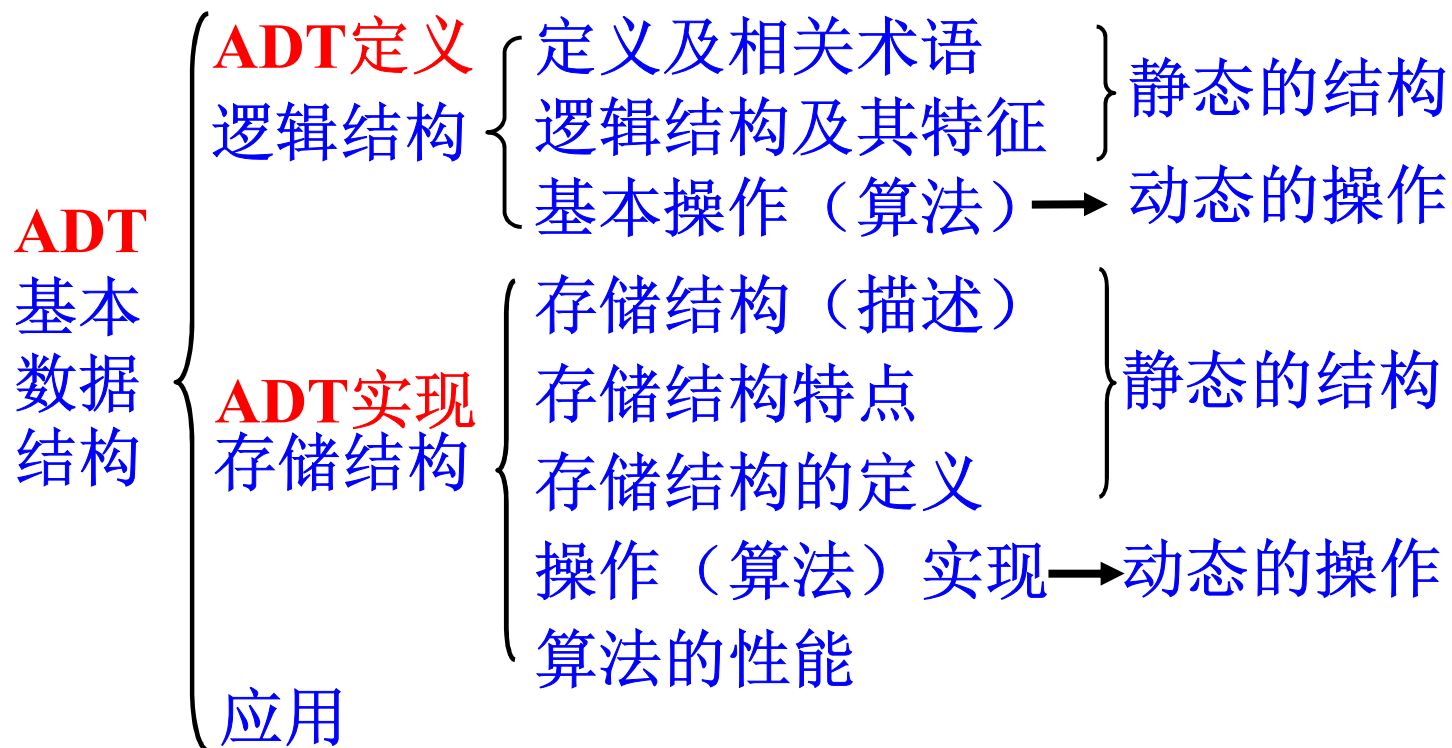 ADT
基本
数据
结构
ADT定义
逻辑结构
定义及相关术语
逻辑结构及其特征
基本操作（算法）
静态的结构
动态的操作
ADT实现
存储结构
存储结构（描述）
存储结构特点
存储结构的定义
操作（算法）实现
算法的性能
静态的结构
动态的操作
应用